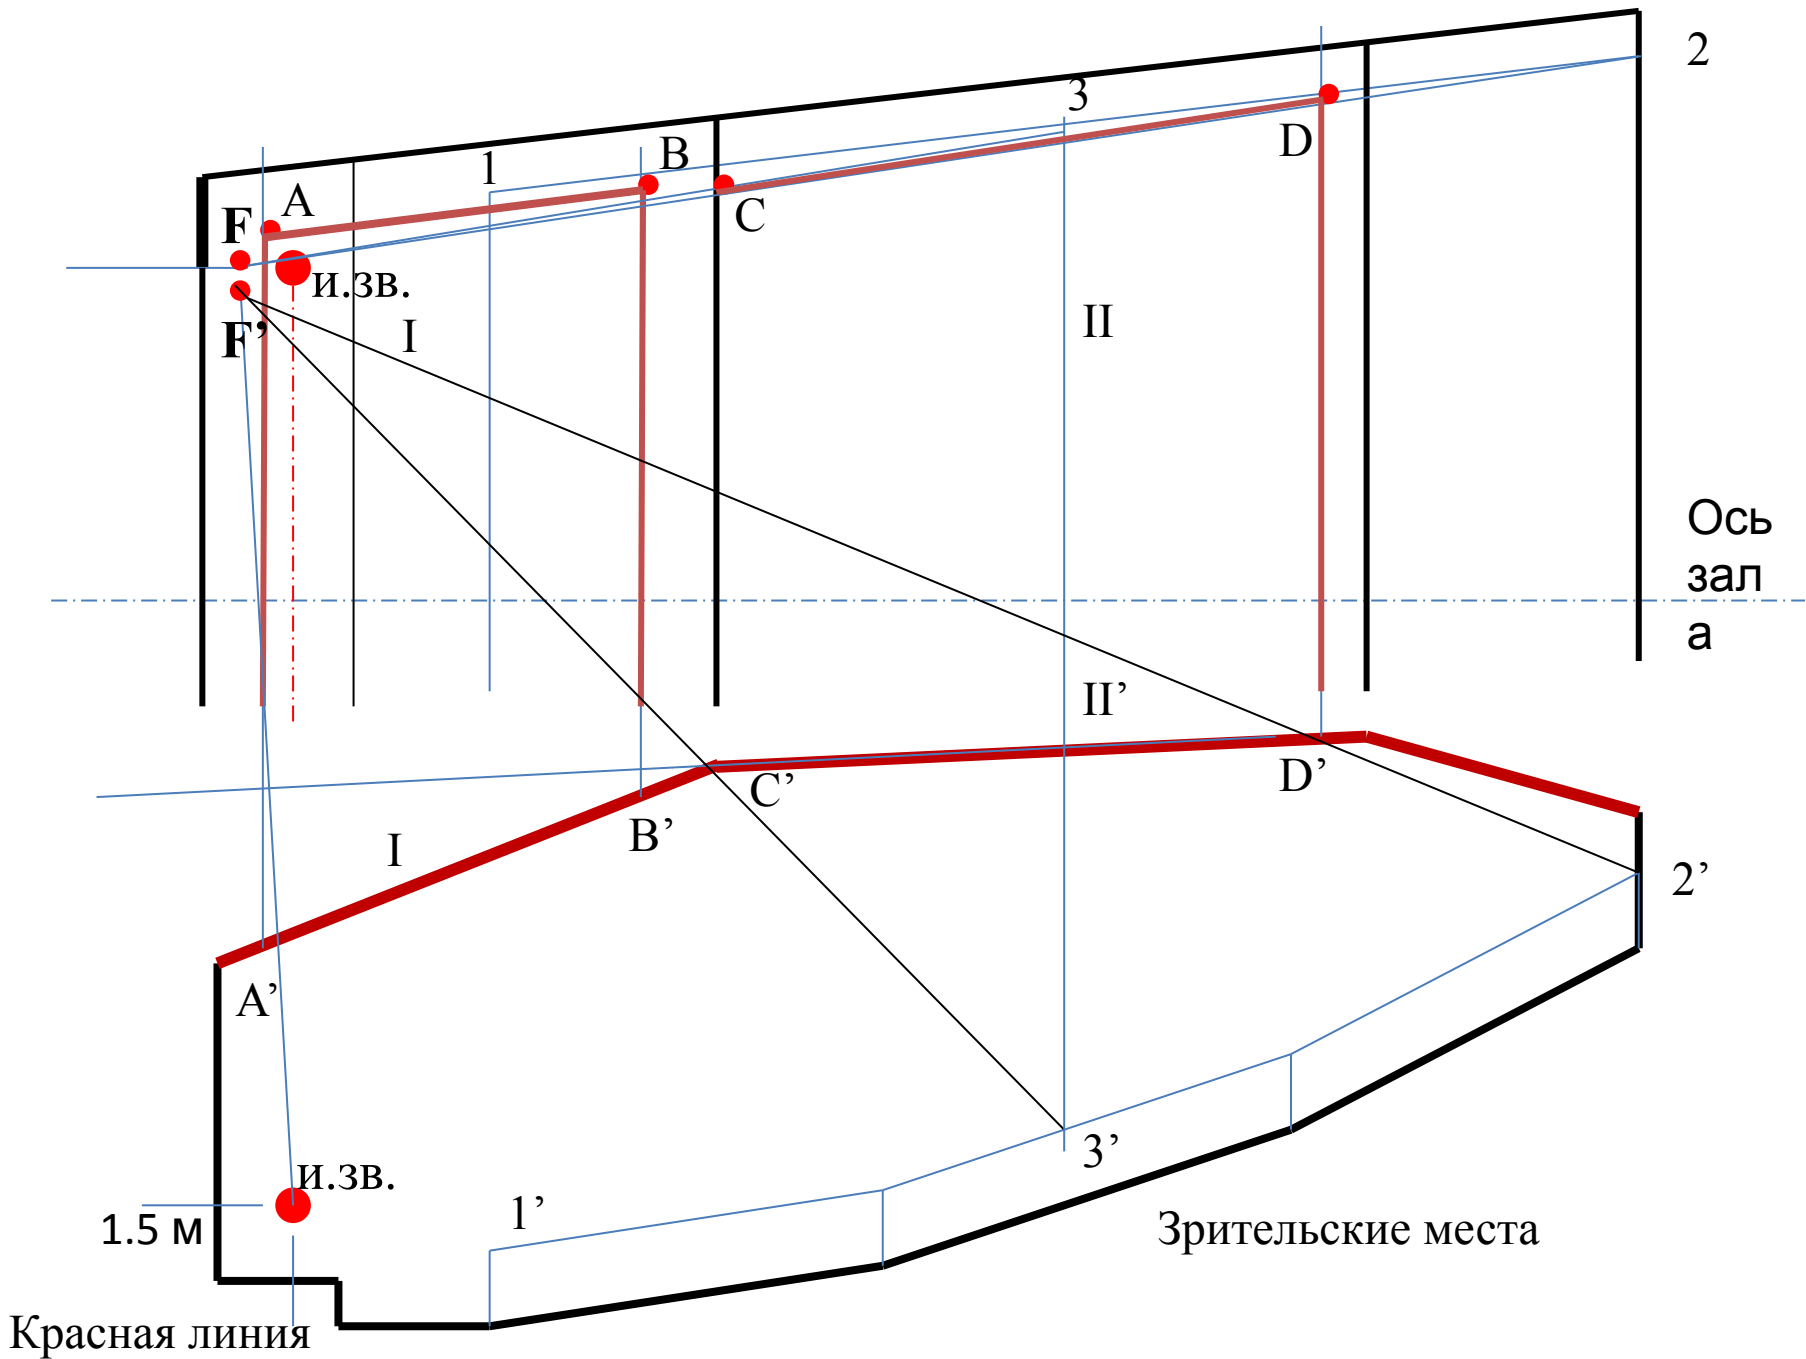 2
3
1
B
A
D
F
C
и.зв.
F’
I
II
Ось
зал
а
II’
D’
C’
B’
I
2’
A’
3’
и.зв.
1’
1.5 м
Зрительские места
Красная линия